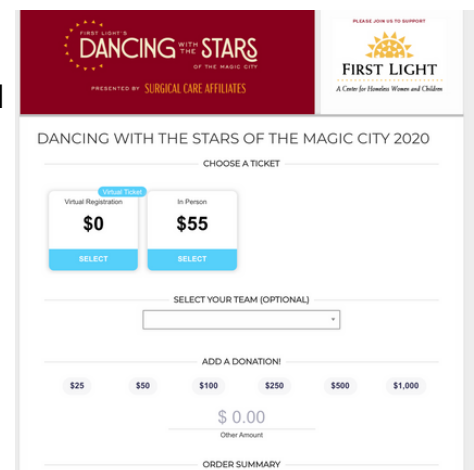 FIRST LIGHT'S
DANCING WITH THE STARS
OF THE MAGIC CITY
PRESENTED BY SURGICAL CARE AFFILIATES
PLEASE JOIN US TO SUPPORT
FIRST LIGHT
A Center for Homeless Women and Children
DANCING WITH THE STARS OF THE MAGIC CITY 2020
CHOOSE A TICKET
Virtual Ticket
Virtual Registration
$0
SELECT
In Person
$55
SELECT
SELECT YOUR TEAM (OPTIONAL)
ADD A DONATION!
$25 $50 $100 $250 $500 $1,000
$ 0.00
Other Amount
ORDER SUMMARY